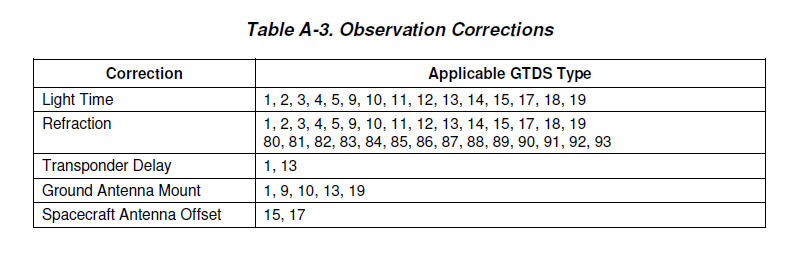 Table A-3. Observation Corrections
Correction Applicable GTDS Type
Light Time 1, 2, 3, 4, 5, 9, 10, 11, 12, 13, 14, 15, 17, 18, 19
Refraction 1, 2, 3, 4, 5, 9, 10, 11, 12, 13, 14, 15, 17, 18, 19
80, 81, 82, 83, 84, 85, 86, 87, 88, 89, 90, 91, 92, 93
Transponder Delay 1, 13
Ground Antenna Mount 1, 9, 10, 13, 19
Spacecraft Antenna Offset 15, 17